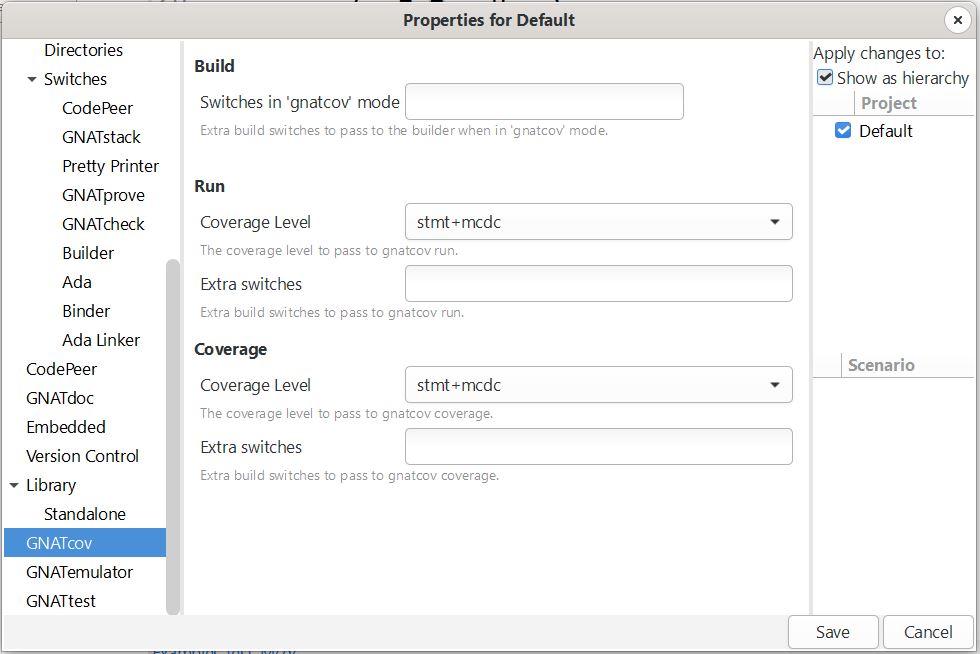 Properties for Default
Directories
Switches
CodePeer
GNATstack
Pretty Printer
GNATprove
GNATcheck
Builder
Ada
Binder
Ada Linker
CodePeer
GNATdoc
Embedded
Version Control
Library
Standalone
GNATcov
GNATemulator
GNATtest
Build
Switches in 'gnatcov' mode
Extra build switches to pass to the builder when in 'gnatcov' mode.
Run
Coverage Level stmt+mcdc
The coverage level to pass to gnatcov run.
Extra switches
Extra build switches to pass to gnatcov run.
Coverage
Coverage Level stmt+mcdc
The coverage level to pass to gnatcov coverage.
Extra switches
Extra build switches to pass to gnatcov coverage.
Apply changes to:
Show as hierarchy
Project
Default
Scenario
Save Cancel